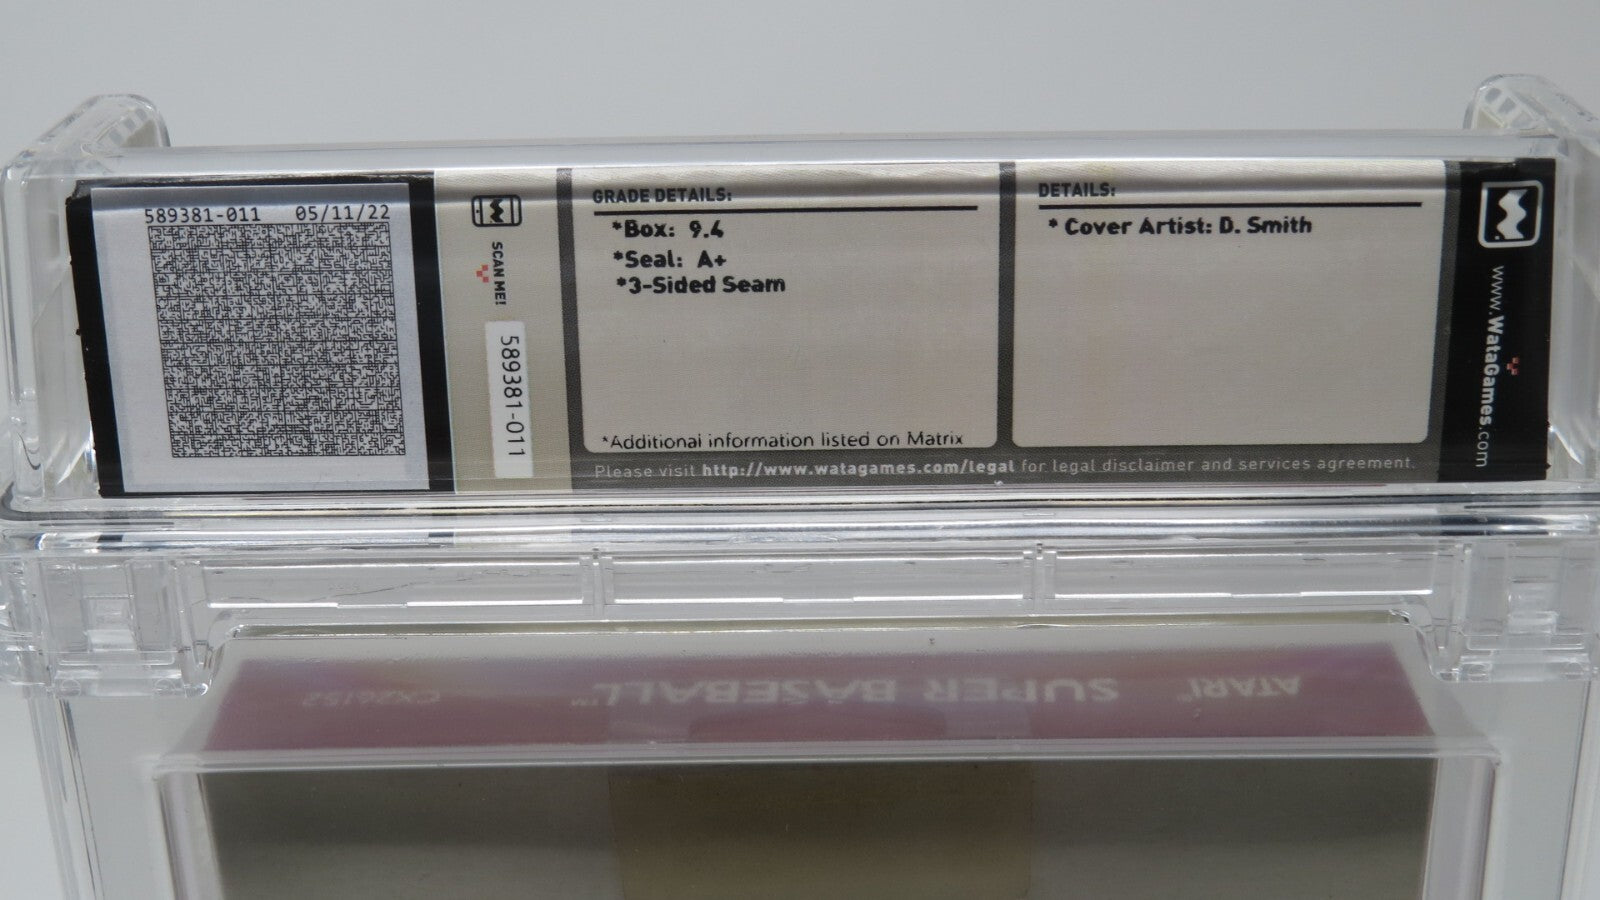 589381-011 05/11/22
SCAN ME!
589381-011
GRADE DETAILS:
*Box: 9.4
*Seal: A+
*3-Sided Seam
*Additional information listed on Matrix
DETAILS:
* Cover Artist: D. Smith
Please visit http://www.watagames.com/legal for legal disclaimer and services agreement.
www.WataGames.com
ATARI® SUPER BASEBALL™ CX26152